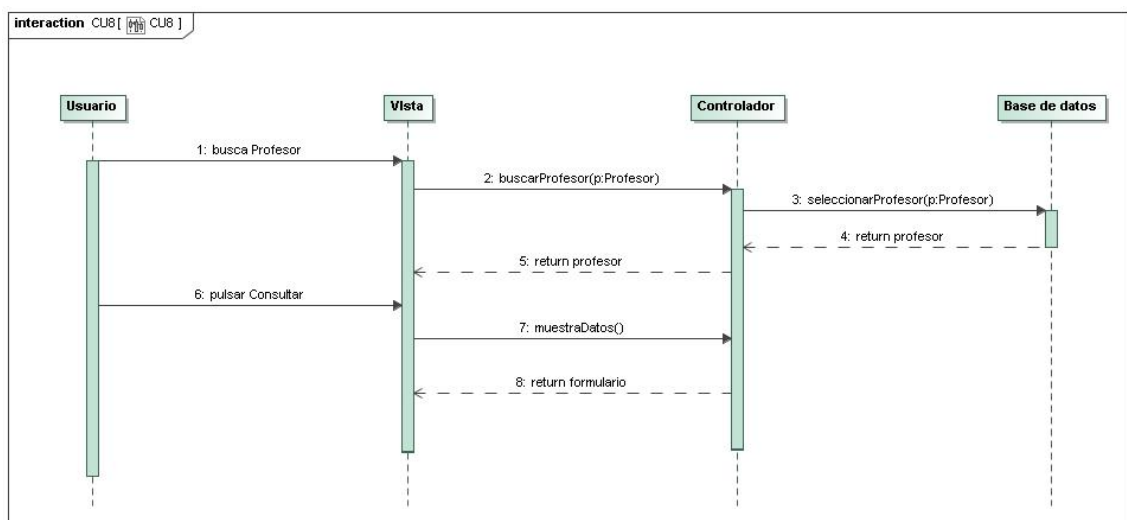 interaction CU8[ CU8 ]
Usuario
VIsta
Controlador
Base de datos
1: busca Profesor
2: buscarProfesor(p:Profesor)
3: seleccionarProfesor(p:Profesor)
4: return profesor
5: return profesor
6: pulsar Consultar
7: muestraDatos()
8: return formulario